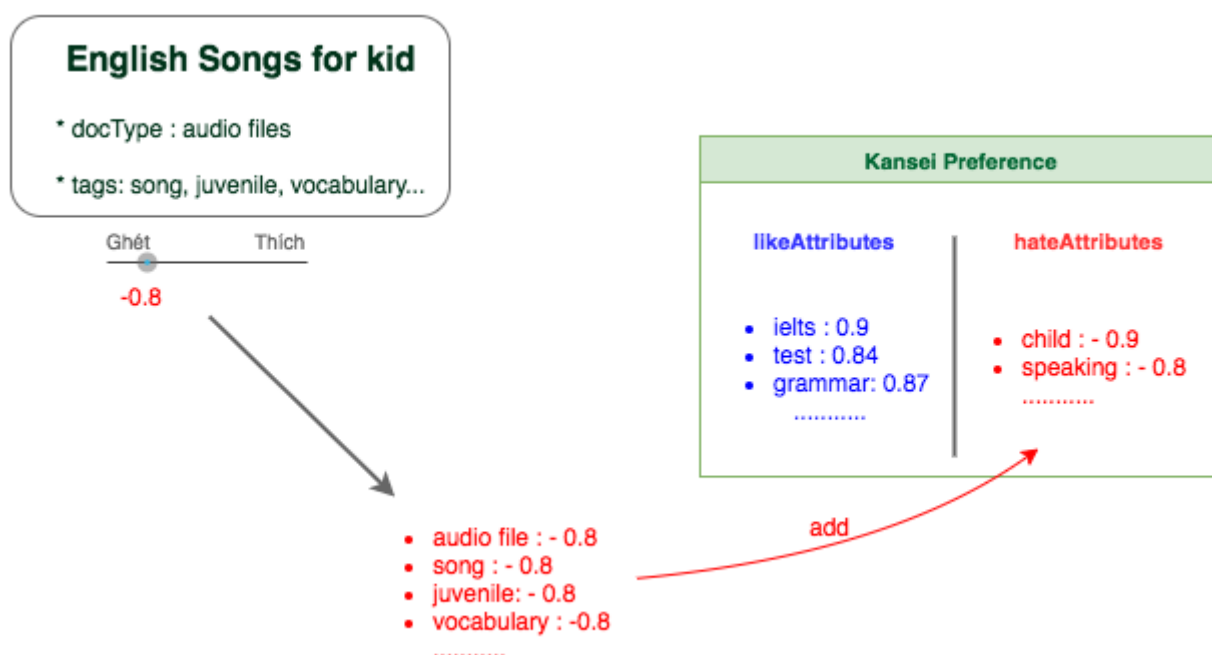 English Songs for kid
* docType : audio files
* tags: song, juvenile, vocabulary...
Ghét Thích
-0.8
Kansei Preference
likeAttributes
• ielts : 0.9
• test : 0.84
• grammar: 0.87
...........
hateAttributes
• child : - 0.9
• speaking : - 0.8
...........
add
• audio file : - 0.8
• song : - 0.8
• juvenile: - 0.8
• vocabulary : -0.8
...........